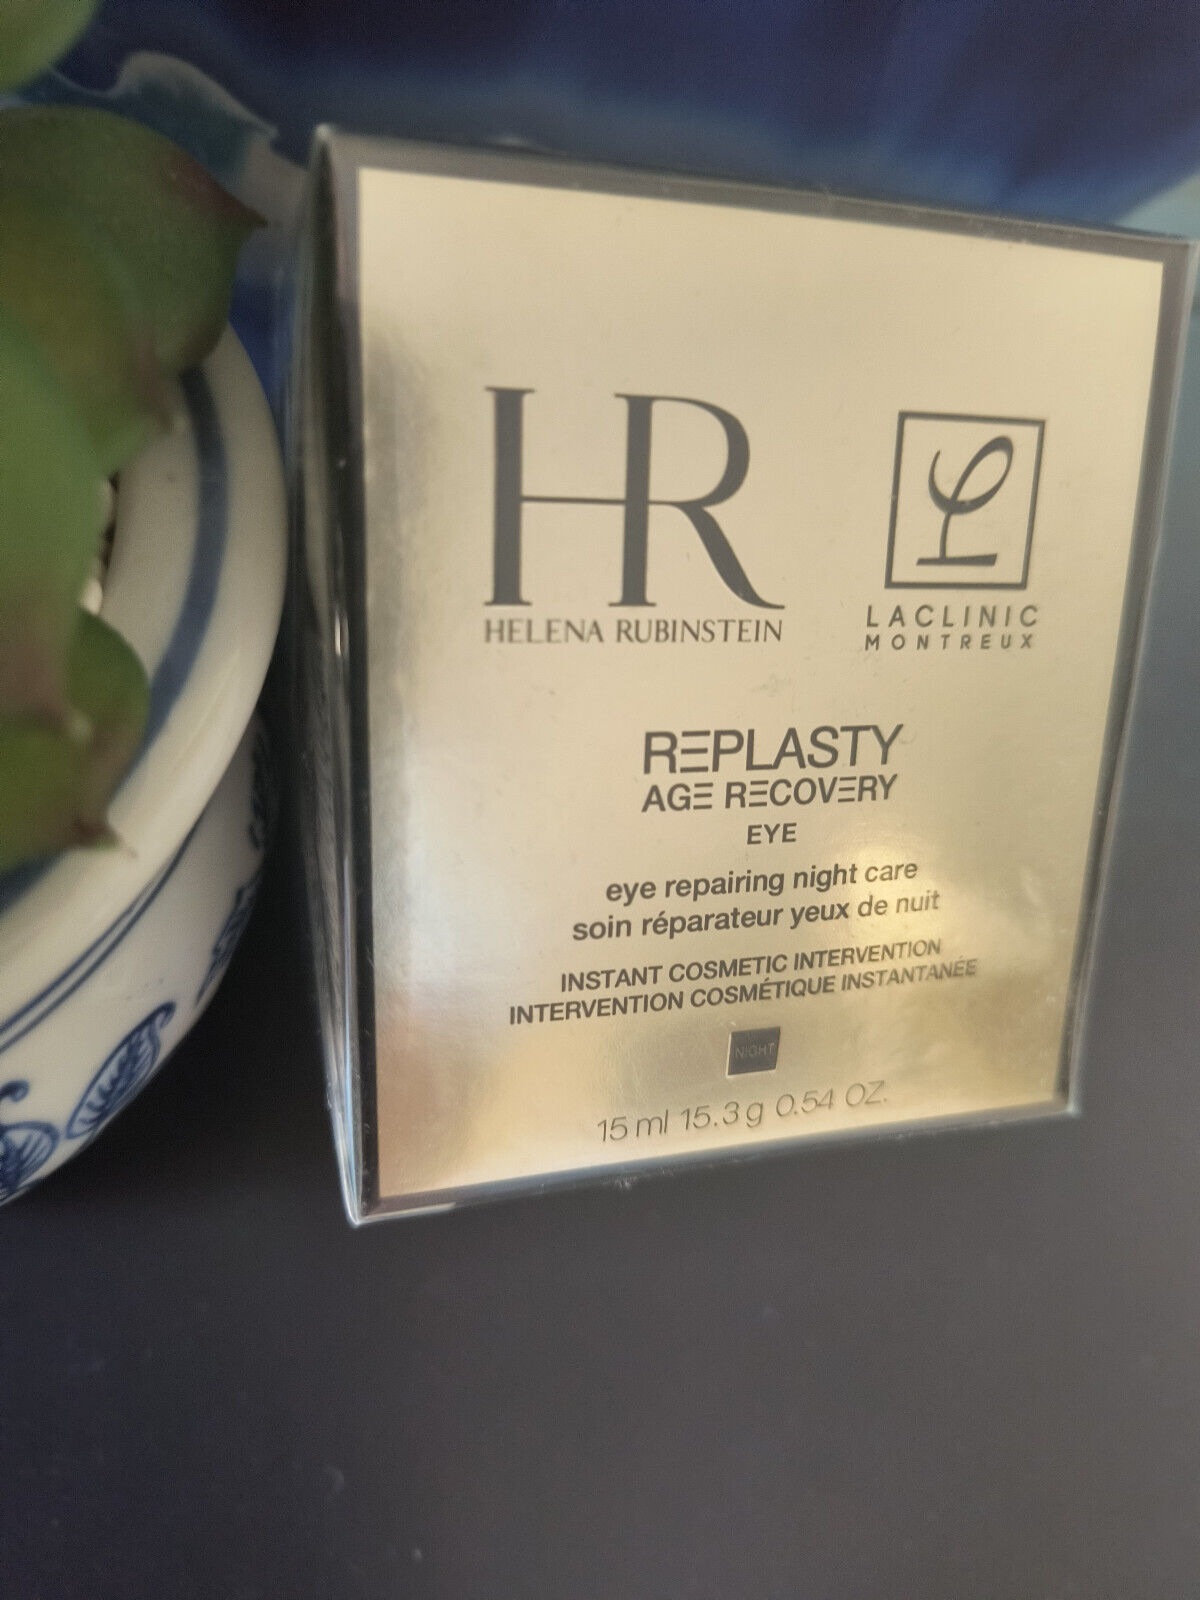 HR
HELENA RUBINSTEIN
LACLINIC
MONTREUX
REPLASTY
AGE RECOVERY
EYE
eye repairing night care
soin réparateur yeux de nuit
INSTANT COSMETIC INTERVENTION
INTERVENTION COSMÉTIQUE INSTANTANÉE
NIGHT
15 ml 15.3 g 0.54 OZ.